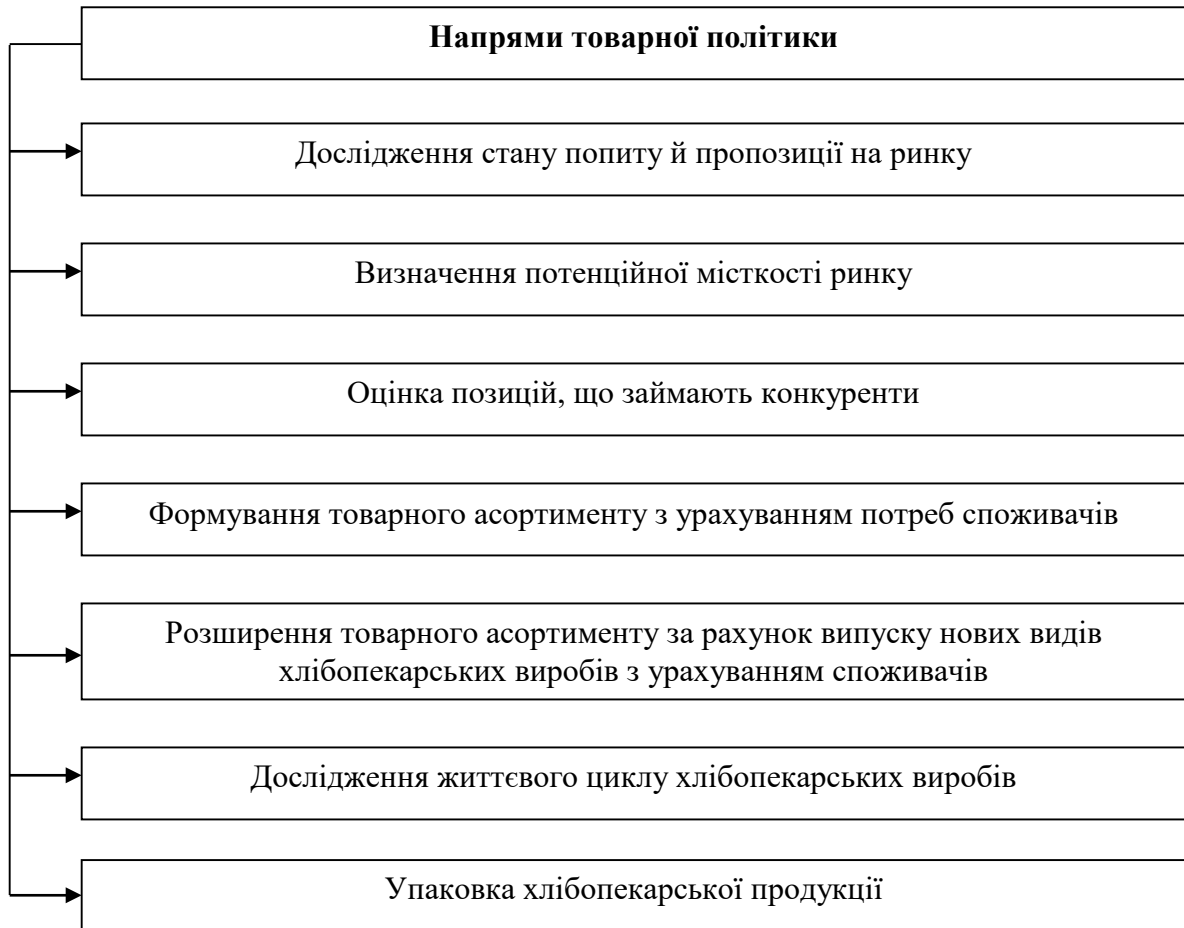 Напрями товарної політики
Дослідження стану попиту й пропозиції на ринку
Визначення потенційної місткості ринку
Оцінка позицій, що займають конкуренти
Формування товарного асортименту з урахуванням потреб споживачів
Розширення товарного асортименту за рахунок випуску нових видів
хлібопекарських виробів з урахуванням споживачів
Дослідження життєвого циклу хлібопекарських виробів
Упаковка хлібопекарської продукції